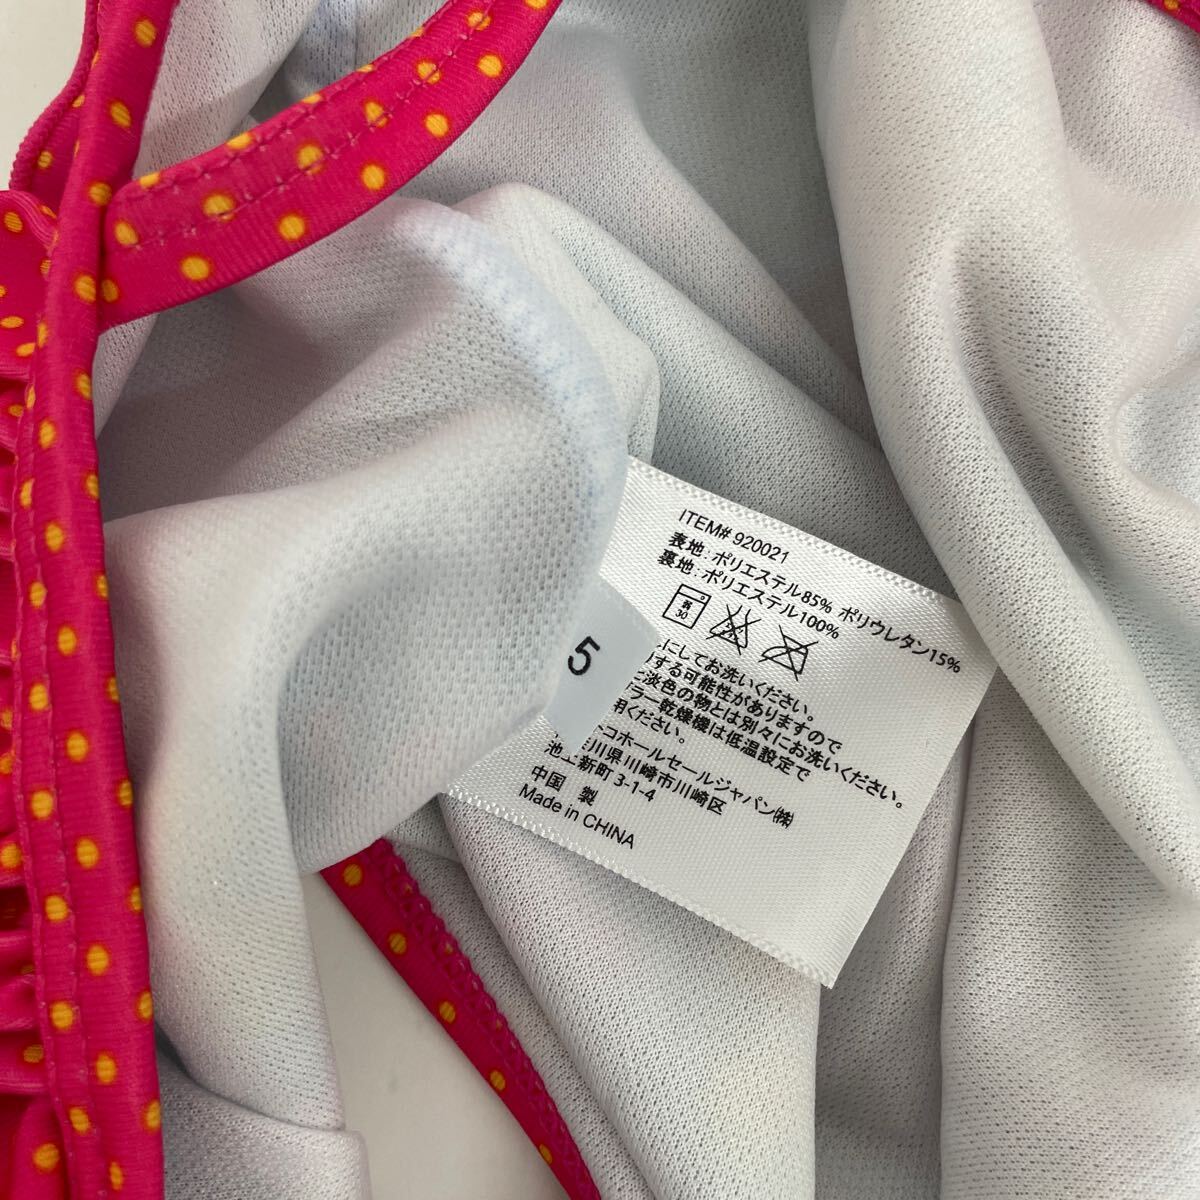 ITEM# 920021
表地:ポリエステル85% ポリウレタン15%
裏地:ポリエステル100%
弱
30
にしてお洗いください。
する可能性がありますので
淡色の物とは別々にお洗いください。
ラー乾燥機は低温設定で
用ください。
コホールセールジャパン㈱
川県川崎市川崎区
池上新町3-1-4
中国 製
Made in CHINA
5